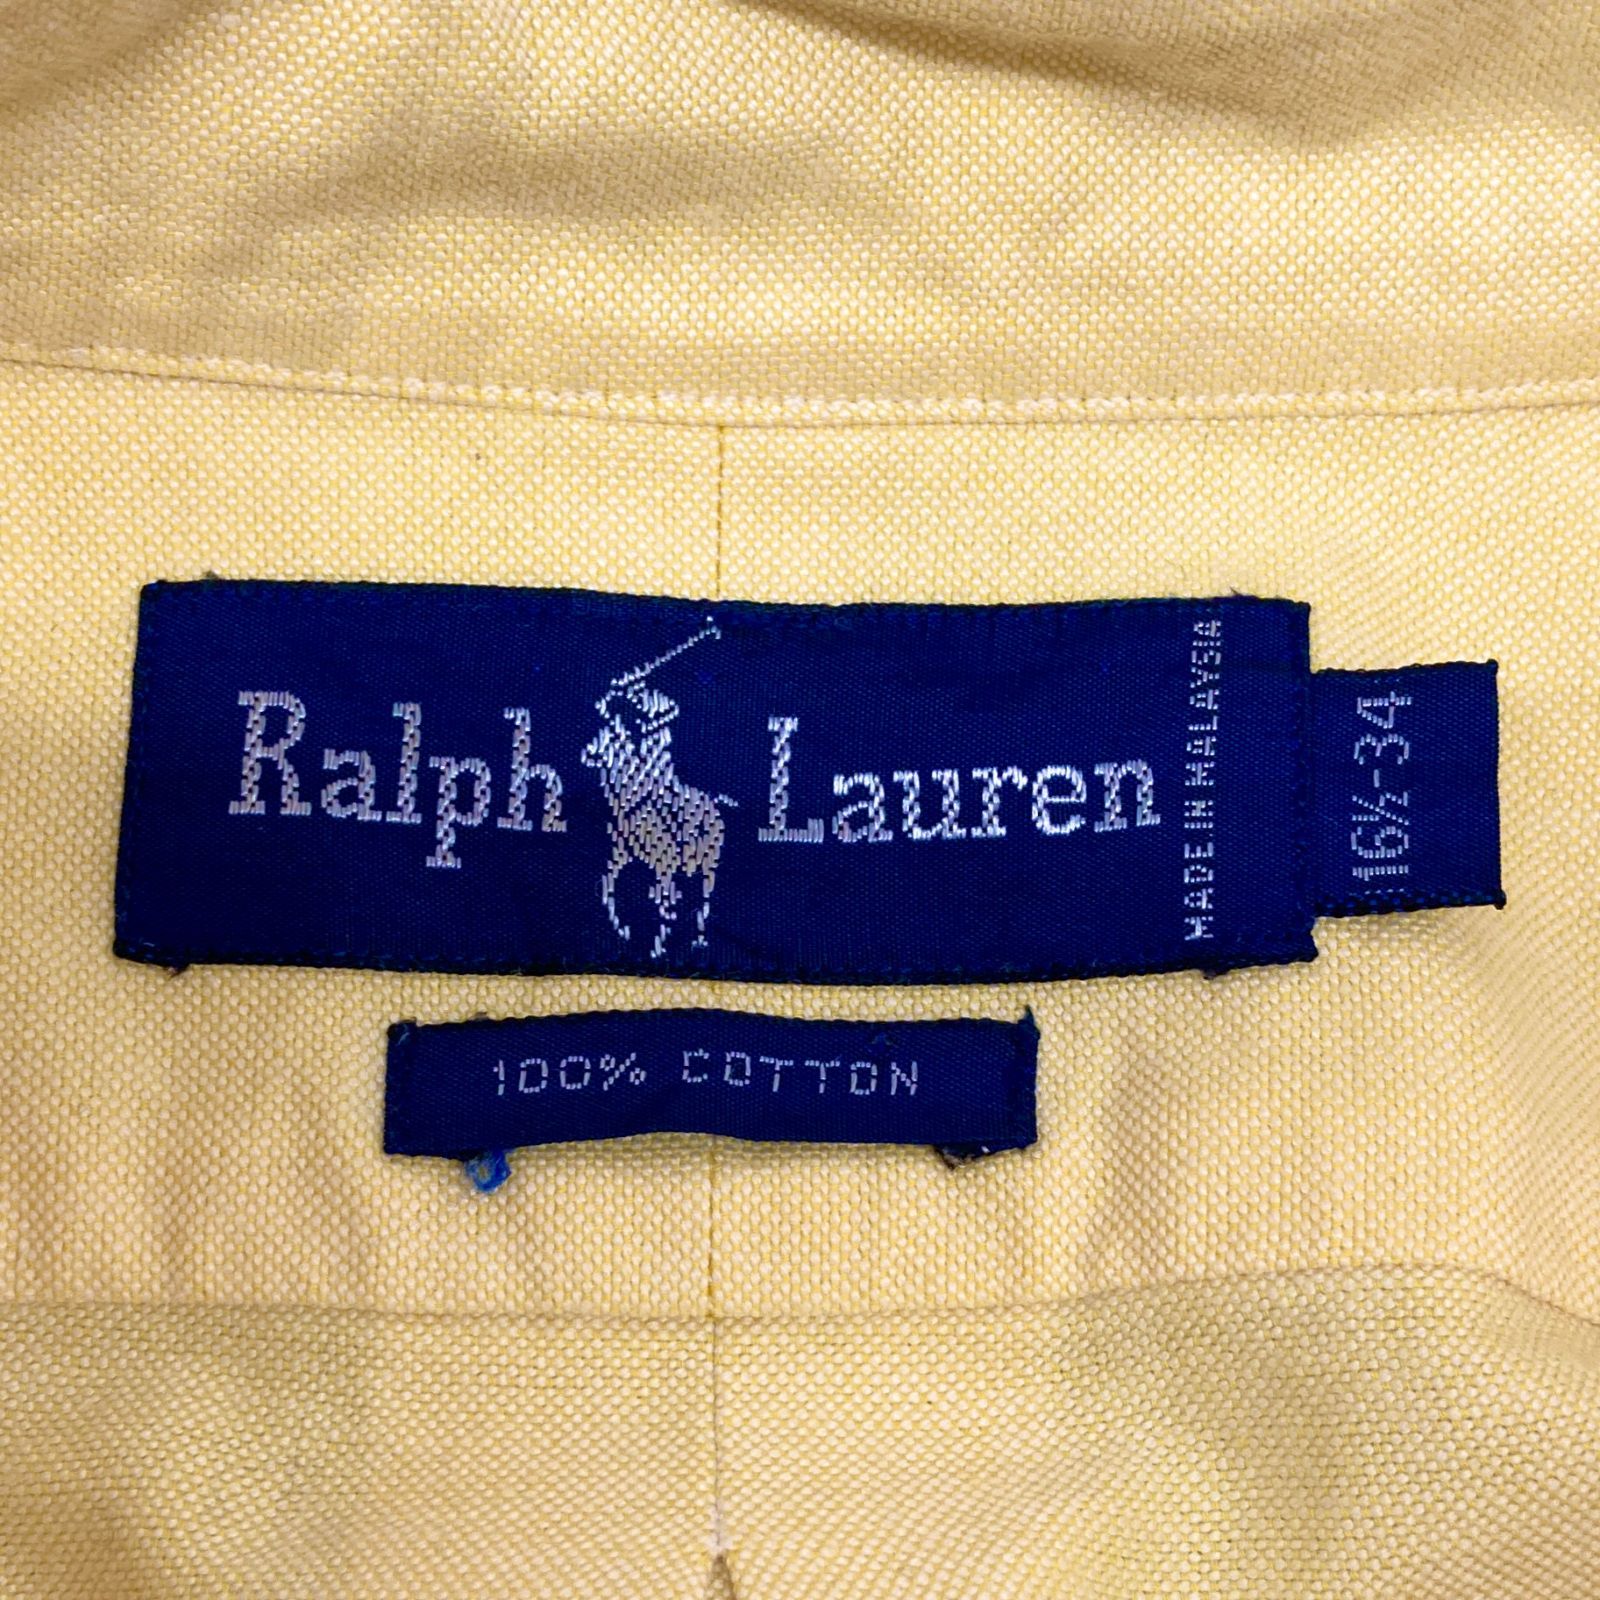 Ralph Lauren
MADE IN MALAYSIA
16½-34
100% COTTON